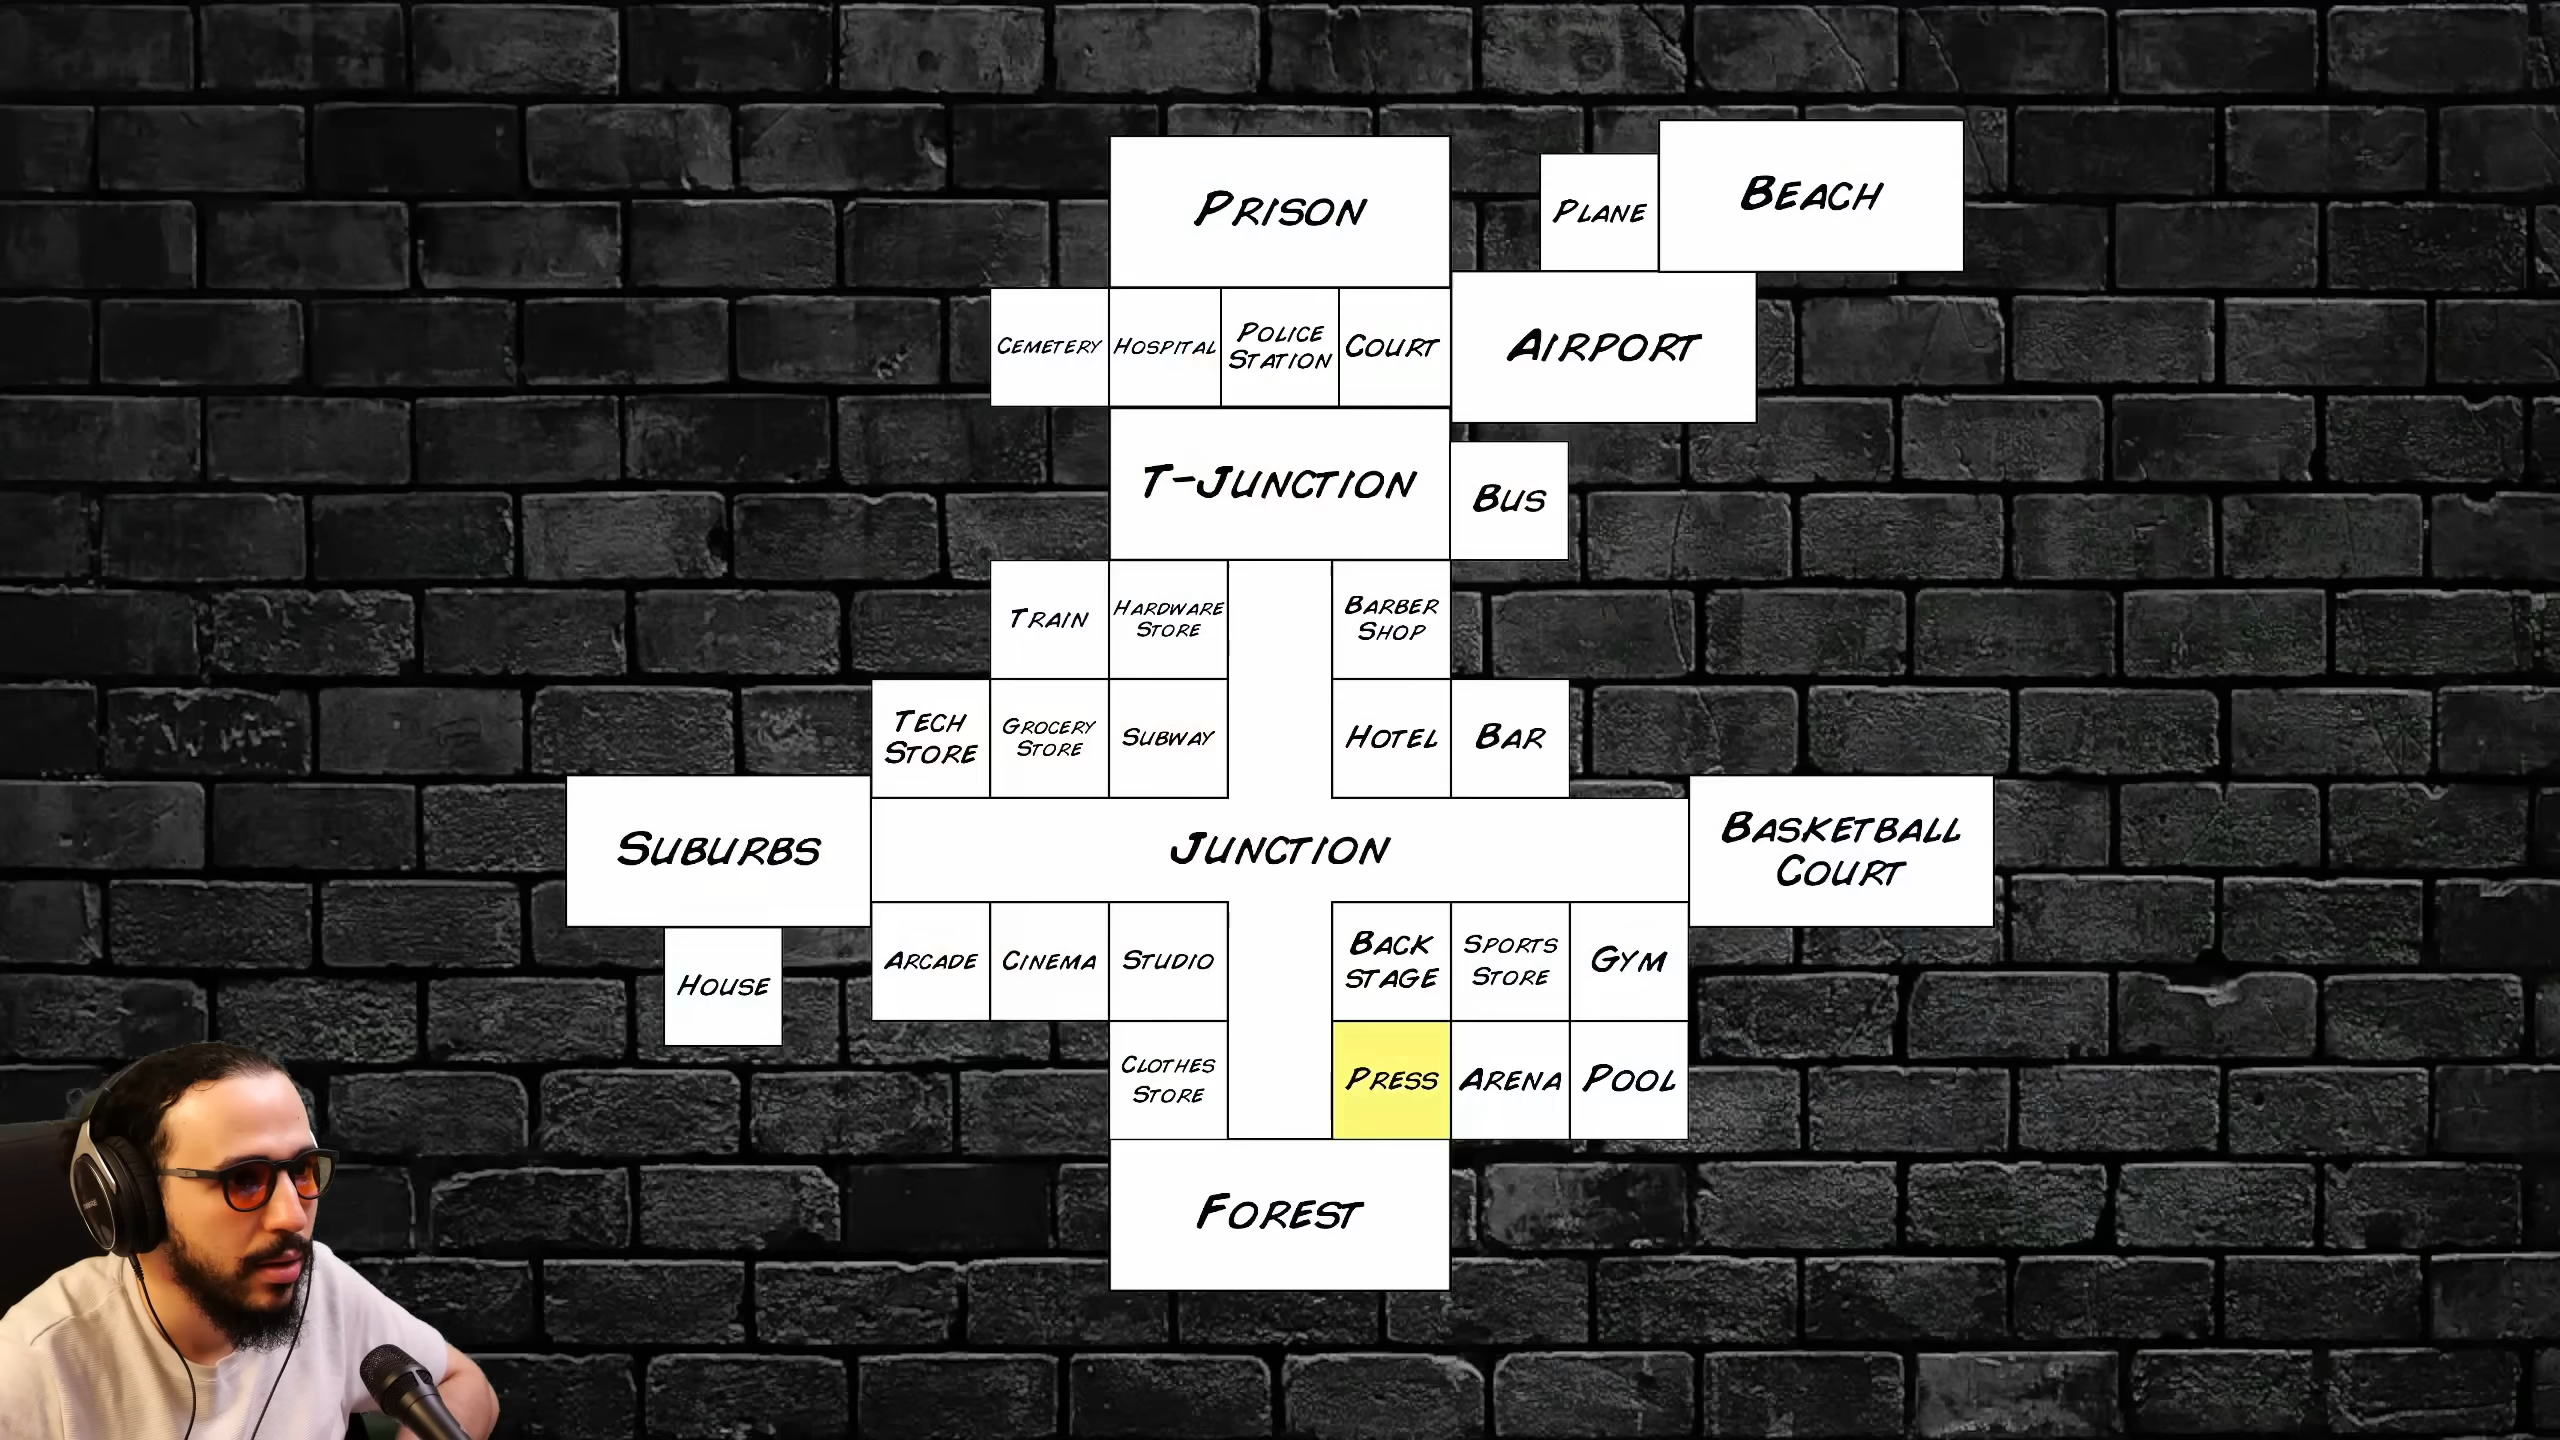 PRISON
PLANE
BEACH
CEMETERY
HOSPITAL
POLICE
STATION
COURT
AIRPORT
T-JUNCTION
BUS
TRAIN
HARDWARE
STORE
BARBER
SHOP
TECH
STORE
GROCERY
STORE
SUBWAY
HOTEL
BAR
SUBURBS
JUNCTION
BASKETBALL
COURT
HOUSE
ARCADE
CINEMA
STUDIO
BACK
STAGE
SPORTS
STORE
GYM
CLOTHES
STORE
PRESS
ARENA
POOL
FOREST